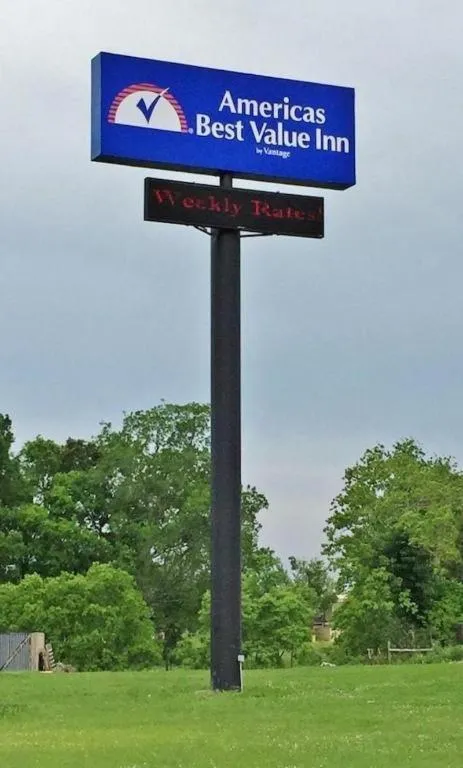 Americas
Best Value Inn
by Vantage
Weekly Rates!